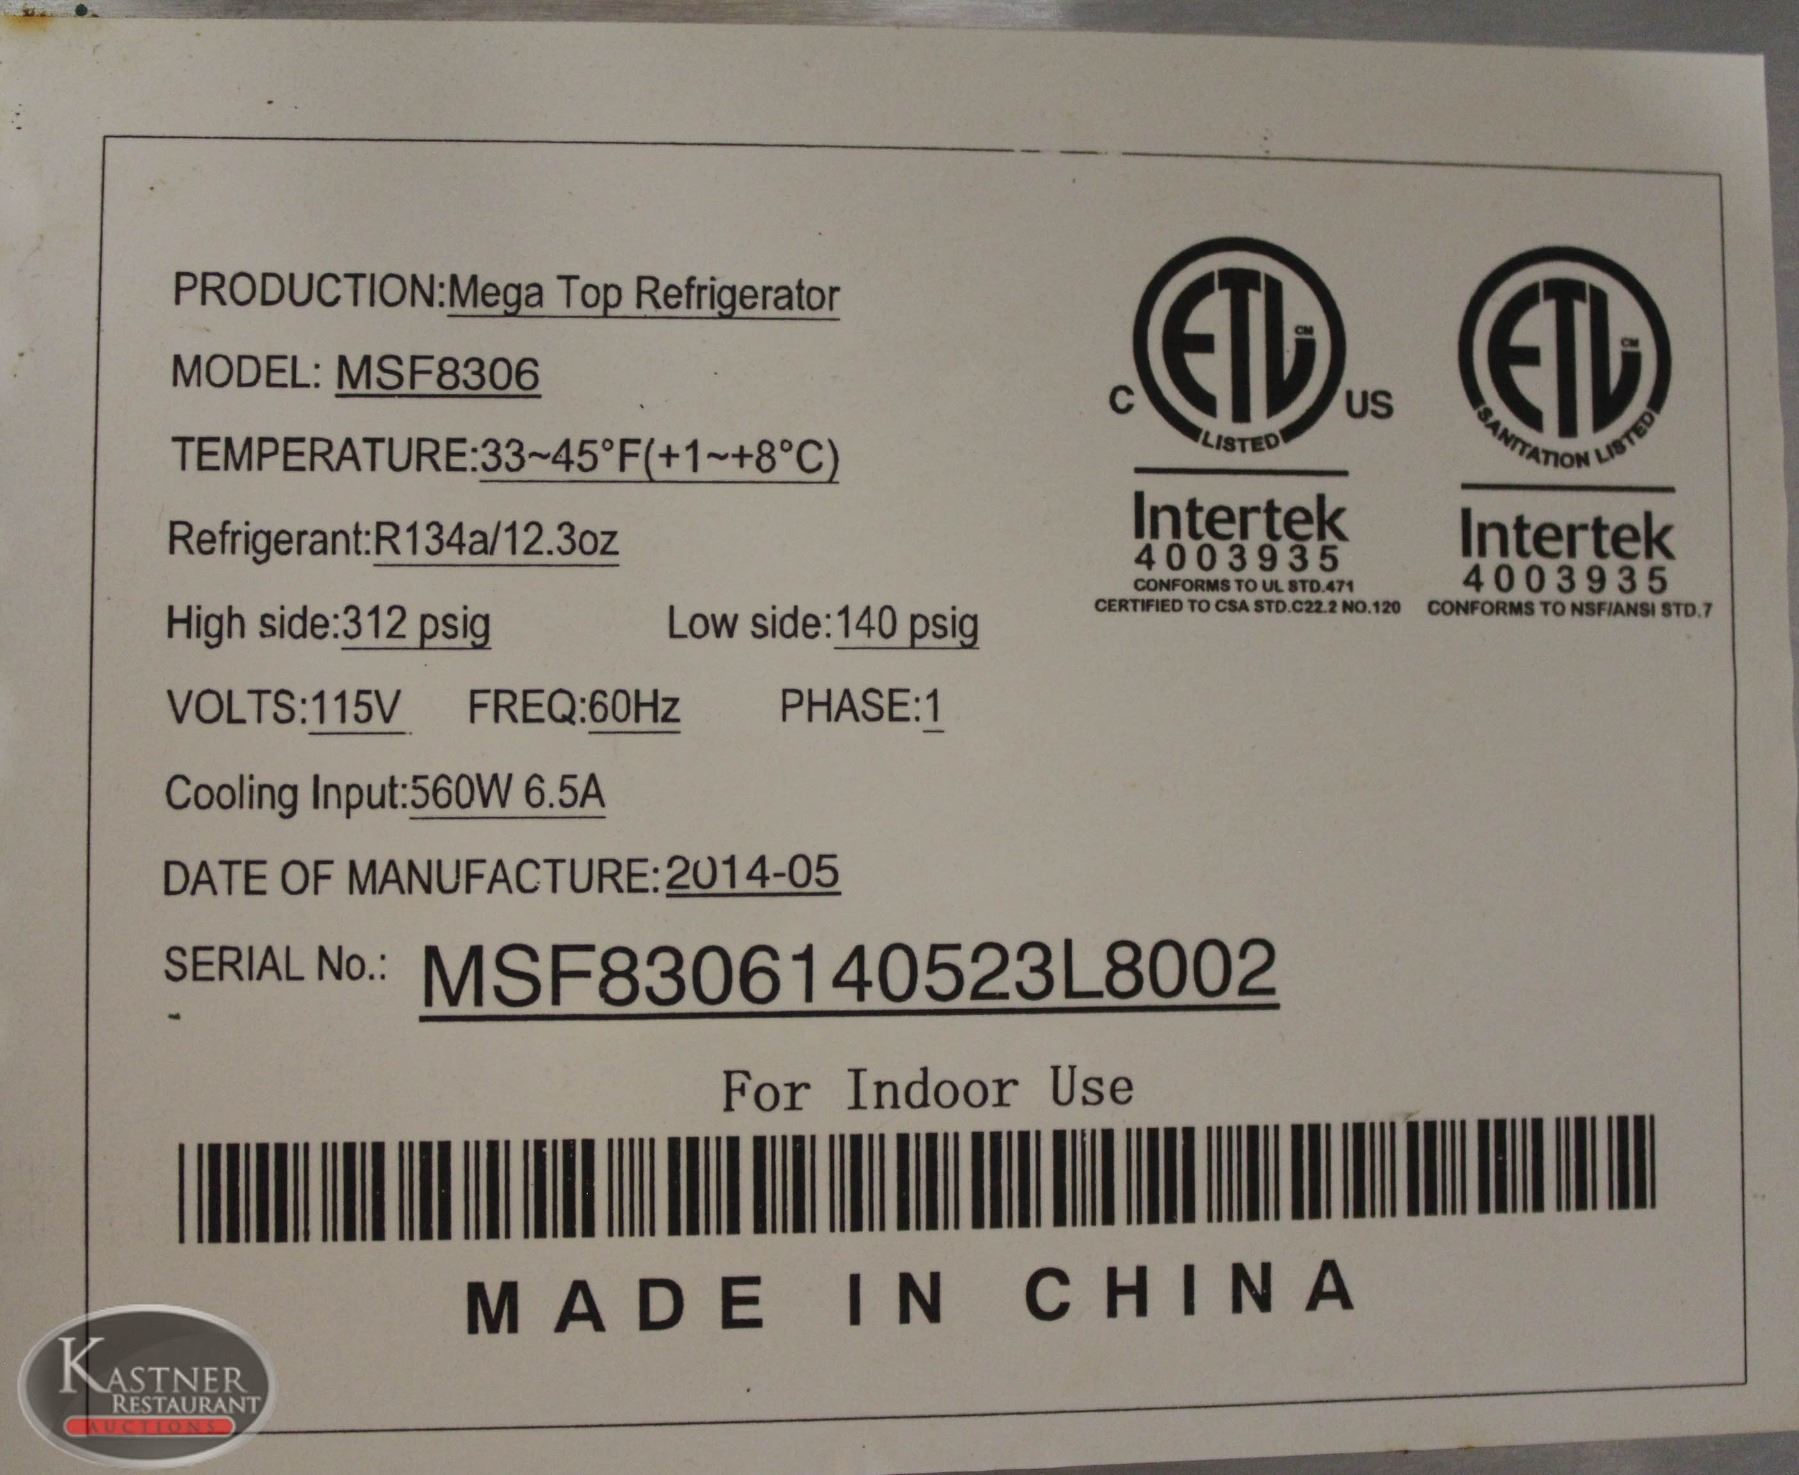 PRODUCTION:Mega Top Refrigerator
MODEL: MSF8306
TEMPERATURE:33~45°F(+1~+8°C)
Refrigerant:R134a/12.3oz
High side:312 psig Low side:140 psig
VOLTS:115V FREQ:60Hz PHASE:1
Cooling Input:560W 6.5A
DATE OF MANUFACTURE:2014-05
SERIAL No.: MSF8306140523L8002
For Indoor Use
MADE IN CHINA
ETL CM
C US
LISTED
Intertek
4003935
CONFORMS TO UL STD.471
CERTIFIED TO CSA STD.C22.2 NO.120
ETL CM
SANITATION LISTED
Intertek
4003935
CONFORMS TO NSF/ANSI STD.7
KASTNER
RESTAURANT
AUCTIONS